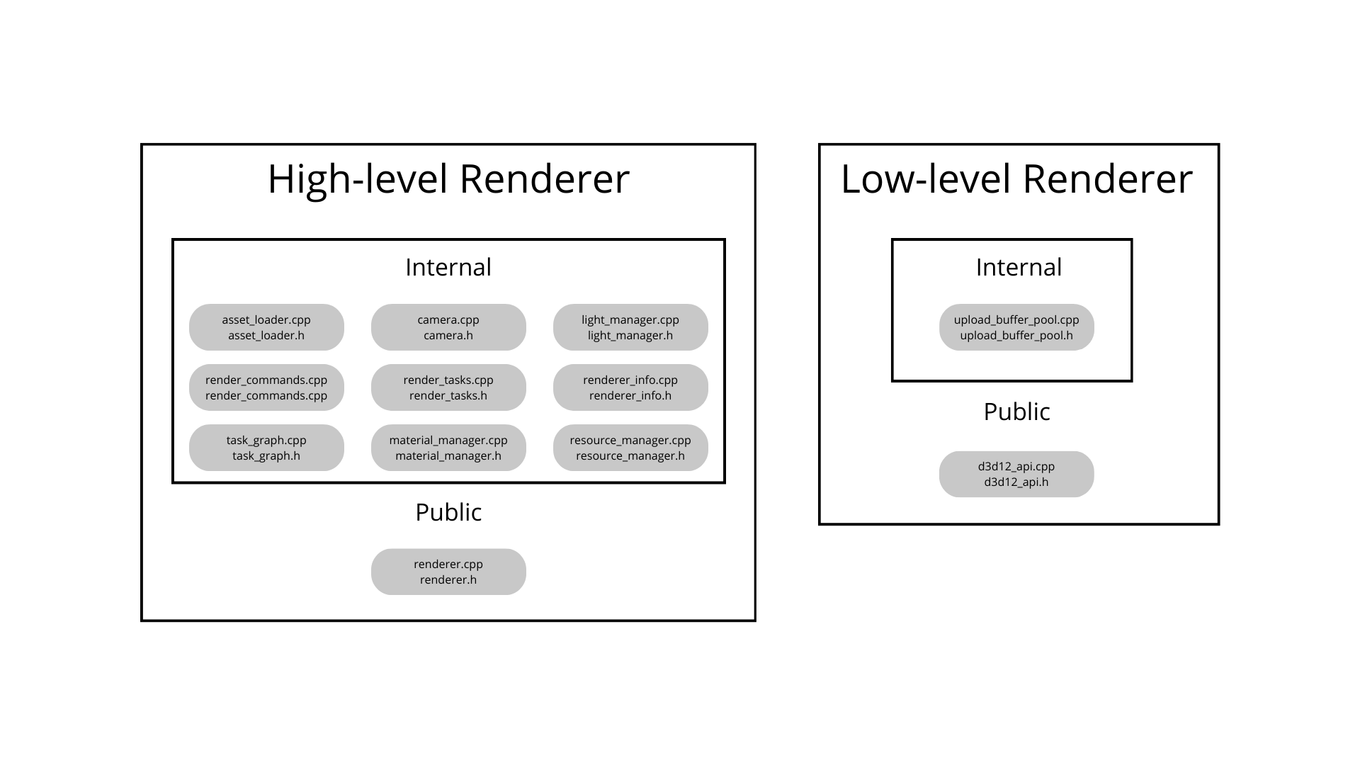 High-level Renderer
Internal
asset_loader.cpp
asset_loader.h
camera.cpp
camera.h
light_manager.cpp
light_manager.h
render_commands.cpp
render_commands.cpp
render_tasks.cpp
render_tasks.h
renderer_info.cpp
renderer_info.h
task_graph.cpp
task_graph.h
material_manager.cpp
material_manager.h
resource_manager.cpp
resource_manager.h
Public
renderer.cpp
renderer.h
Low-level Renderer
Internal
upload_buffer_pool.cpp
upload_buffer_pool.h
Public
d3d12_api.cpp
d3d12_api.h